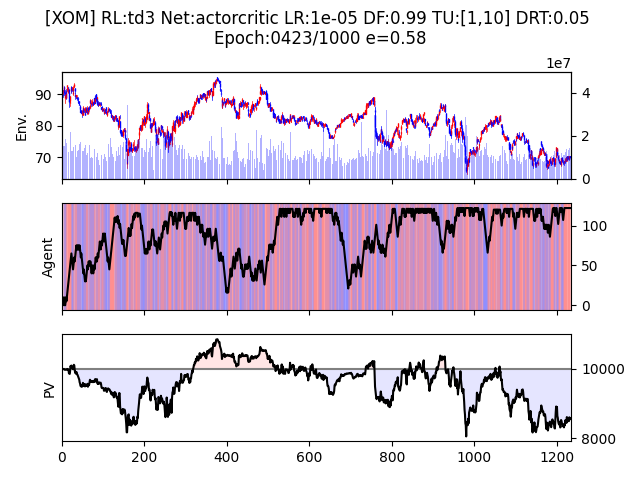 [XOM] RL:td3 Net:actorcritic LR:1e-05 DF:0.99 TU:[1,10] DRT:0.05
Epoch:0423/1000 e=0.58
1e7
Env.
90
80
70
4
2
0
Agent
100
50
0
PV
10000
8000
0 200 400 600 800 1000 1200